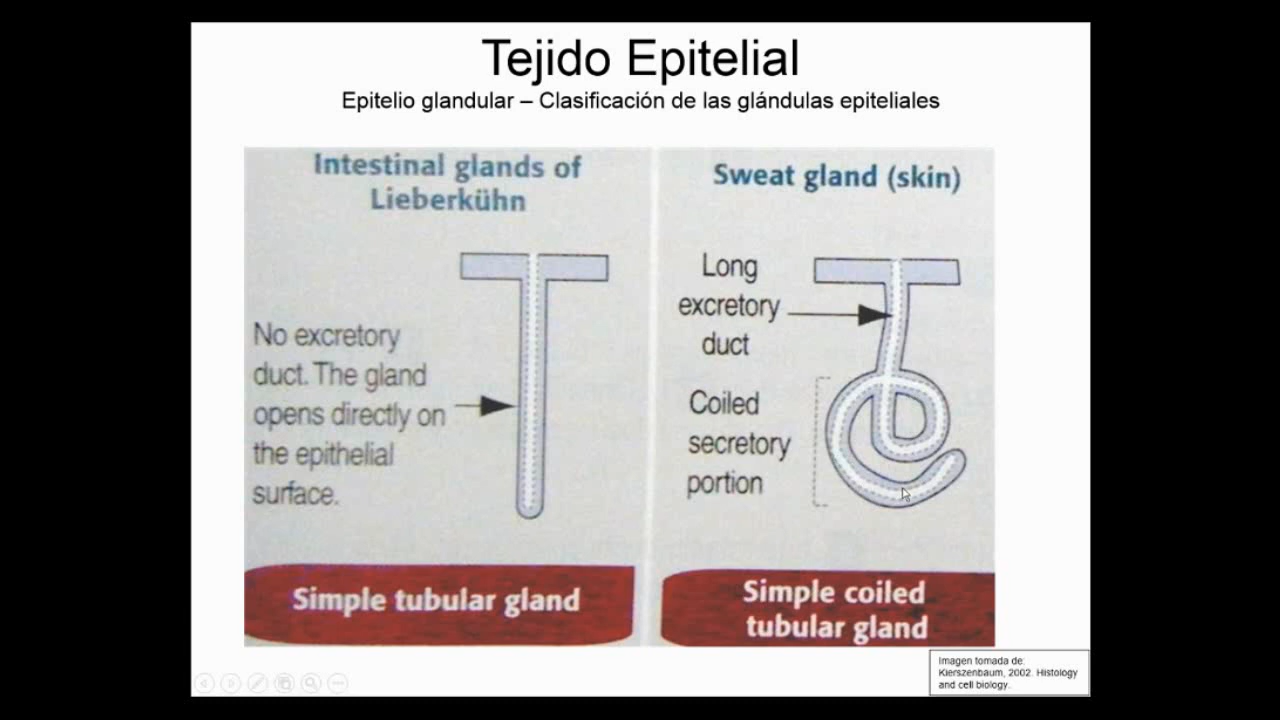 Tejido Epitelial
Epitelio glandular – Clasificación de las glándulas epiteliales
Intestinal glands of
Lieberkühn
No excretory
duct. The gland
opens directly on
the epithelial
surface.
Simple tubular gland
Sweat gland (skin)
Long
excretory
duct
Coiled
secretory
portion
Simple coiled
tubular gland
Imagen tomada de:
Kierszenbaum, 2002. Histology
and cell biology.